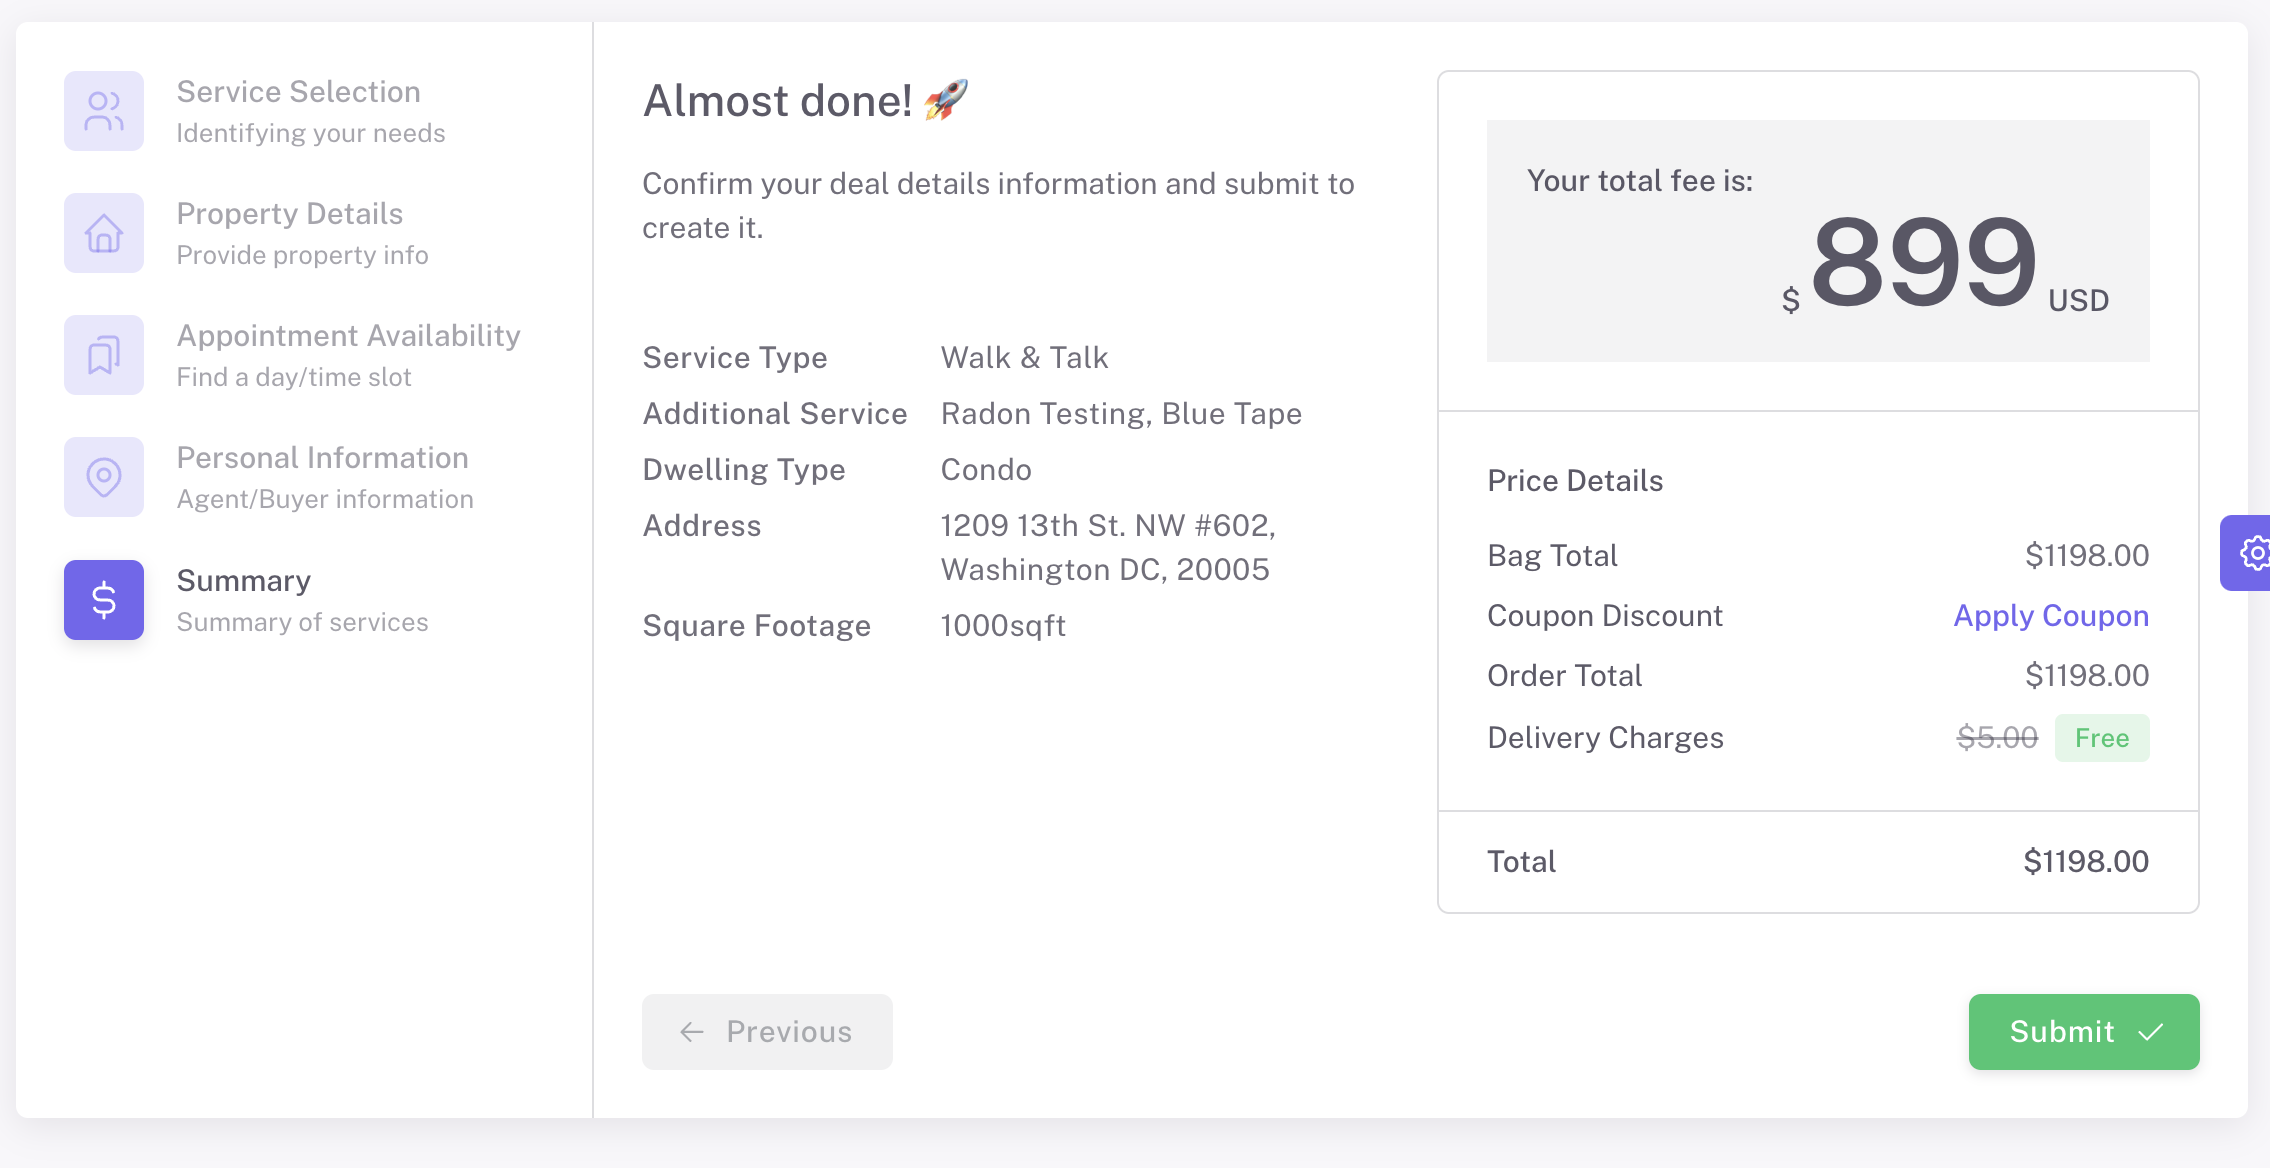 Service Selection
Identifying your needs
Property Details
Provide property info
Appointment Availability
Find a day/time slot
Personal Information
Agent/Buyer information
Summary
Summary of services
Almost done! 🚀
Confirm your deal details information and submit to
create it.
Service Type Walk & Talk
Additional Service Radon Testing, Blue Tape
Dwelling Type Condo
Address 1209 13th St. NW #602,
Washington DC, 20005
Square Footage 1000sqft
Your total fee is:
$ 899 USD
Price Details
Bag Total $1198.00
Coupon Discount Apply Coupon
Order Total $1198.00
Delivery Charges $5.00 Free
Total $1198.00
Previous
Submit